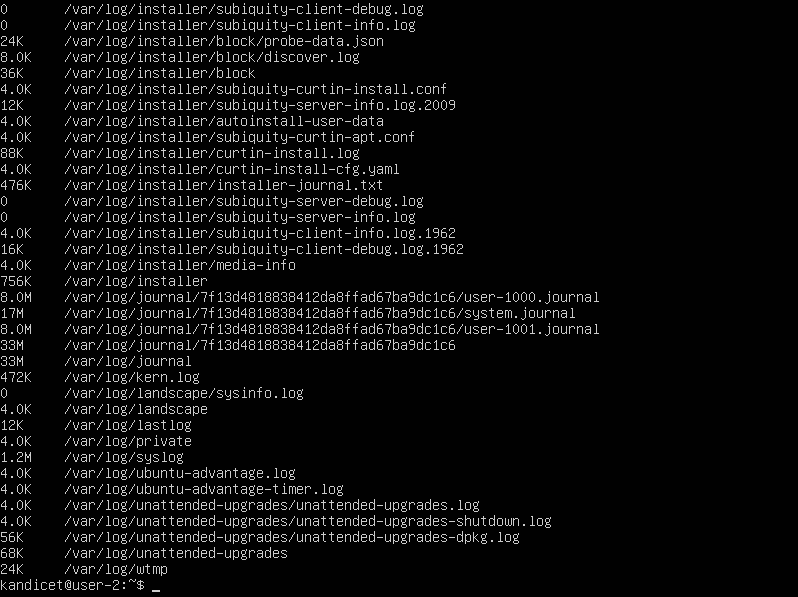 0       /var/log/installer/subiquity-client-debug.log
0       /var/log/installer/subiquity-client-info.log
24K     /var/log/installer/block/probe-data.json
8.0K    /var/log/installer/block/discover.log
36K     /var/log/installer/block
4.0K    /var/log/installer/subiquity-curtin-install.conf
12K     /var/log/installer/subiquity-server-info.log.2009
4.0K    /var/log/installer/autoinstall-user-data
4.0K    /var/log/installer/subiquity-curtin-apt.conf
88K     /var/log/installer/curtin-install.log
4.0K    /var/log/installer/curtin-install-cfg.yaml
476K    /var/log/installer/installer-journal.txt
0       /var/log/installer/subiquity-server-debug.log
0       /var/log/installer/subiquity-server-info.log
4.0K    /var/log/installer/subiquity-client-info.log.1962
16K     /var/log/installer/subiquity-client-debug.log.1962
4.0K    /var/log/installer/media-info
756K    /var/log/installer
8.0M    /var/log/journal/7f13d4818838412da8ffad67ba9dc1c6/user-1000.journal
17M     /var/log/journal/7f13d4818838412da8ffad67ba9dc1c6/system.journal
8.0M    /var/log/journal/7f13d4818838412da8ffad67ba9dc1c6/user-1001.journal
33M     /var/log/journal/7f13d4818838412da8ffad67ba9dc1c6
33M     /var/log/journal
472K    /var/log/kern.log
0       /var/log/landscape/sysinfo.log
4.0K    /var/log/landscape
12K     /var/log/lastlog
4.0K    /var/log/private
1.2M    /var/log/syslog
4.0K    /var/log/ubuntu-advantage.log
4.0K    /var/log/ubuntu-advantage-timer.log
4.0K    /var/log/unattended-upgrades/unattended-upgrades.log
4.0K    /var/log/unattended-upgrades/unattended-upgrades-shutdown.log
56K     /var/log/unattended-upgrades/unattended-upgrades-dpkg.log
68K     /var/log/unattended-upgrades
24K     /var/log/wtmp
kandicet@user-2:~$ _